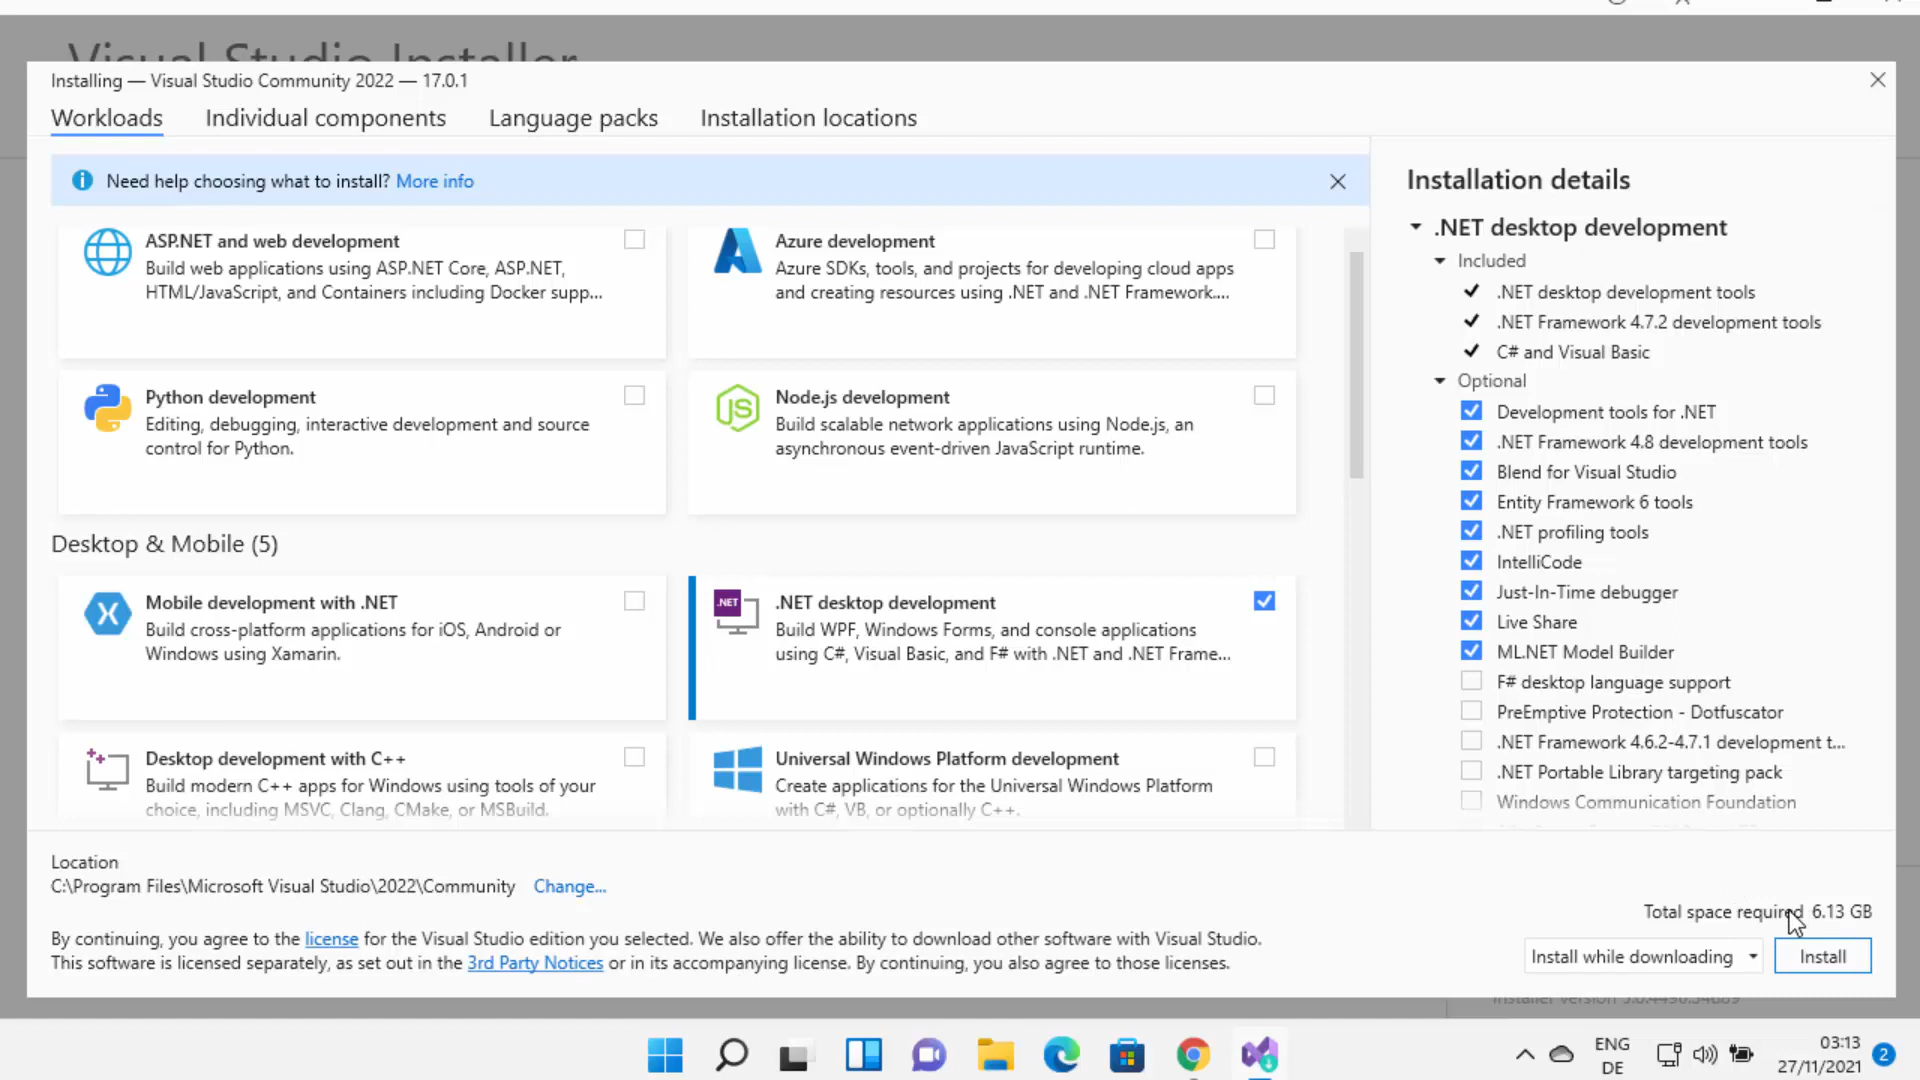 Visual Studio Installer
Installing — Visual Studio Community 2022 — 17.0.1
Workloads
Individual components
Language packs
Installation locations
Need help choosing what to install? More info
ASP.NET and web development
Build web applications using ASP.NET Core, ASP.NET,
HTML/JavaScript, and Containers including Docker supp...
Azure development
Azure SDKs, tools, and projects for developing cloud apps
and creating resources using .NET and .NET Framework....
Python development
Editing, debugging, interactive development and source
control for Python.
Node.js development
Build scalable network applications using Node.js, an
asynchronous event-driven JavaScript runtime.
Desktop & Mobile (5)
Mobile development with .NET
Build cross-platform applications for iOS, Android or
Windows using Xamarin.
.NET
.NET desktop development
Build WPF, Windows Forms, and console applications
using C#, Visual Basic, and F# with .NET and .NET Frame...
Desktop development with C++
Build modern C++ apps for Windows using tools of your
choice, including MSVC, Clang, CMake, or MSBuild.
Universal Windows Platform development
Create applications for the Universal Windows Platform
with C#, VB, or optionally C++.
Installation details
.NET desktop development
Included
.NET desktop development tools
.NET Framework 4.7.2 development tools
C# and Visual Basic
Optional
Development tools for .NET
.NET Framework 4.8 development tools
Blend for Visual Studio
Entity Framework 6 tools
.NET profiling tools
IntelliCode
Just-In-Time debugger
Live Share
ML.NET Model Builder
F# desktop language support
PreEmptive Protection - Dotfuscator
.NET Framework 4.6.2-4.7.1 development t...
.NET Portable Library targeting pack
Windows Communication Foundation
Location
C:\Program Files\Microsoft Visual Studio\2022\Community Change...
By continuing, you agree to the license for the Visual Studio edition you selected. We also offer the ability to download other software with Visual Studio.
This software is licensed separately, as set out in the 3rd Party Notices or in its accompanying license. By continuing, you also agree to those licenses.
Total space required 6.13 GB
Install while downloading
Install
ENG
DE
03:13
27/11/2021
2